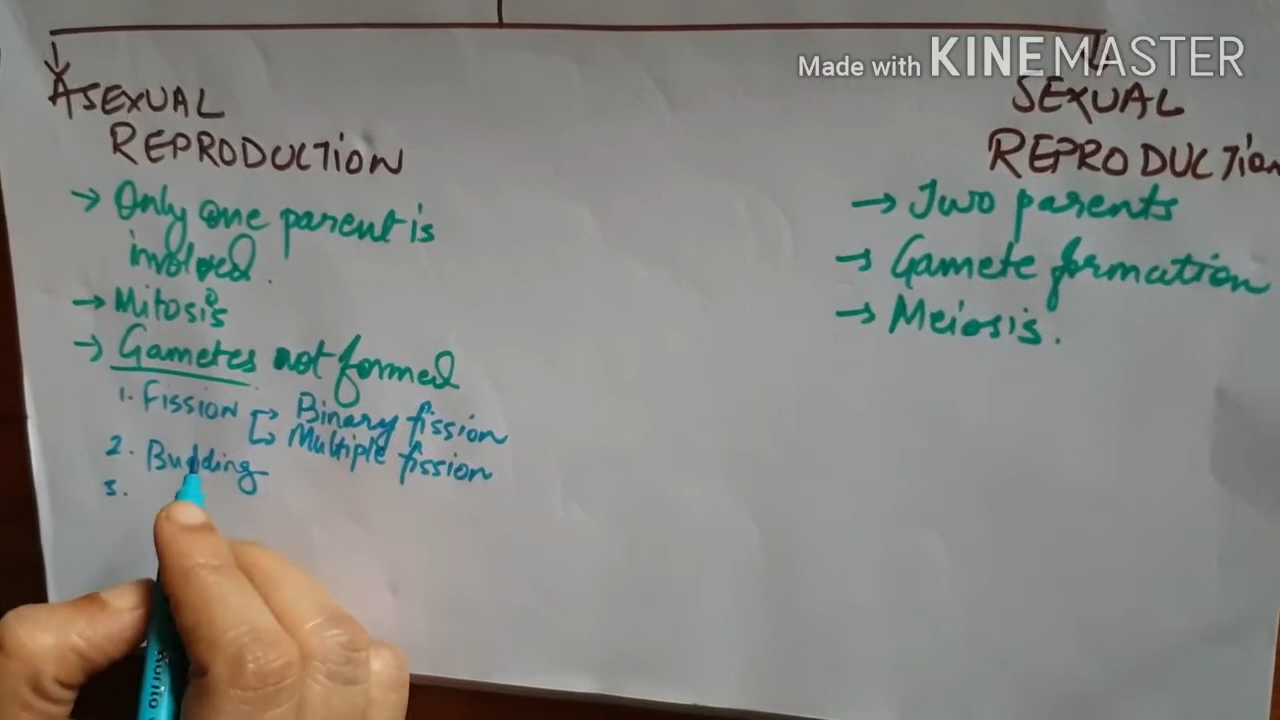 Made with KINEMASTER
ASEXUAL
REPRODUCTION
→ Only one parent is
involved.
→ Mitosis
→ Gametes not formed
1. FISSION → Binary fission
→ Multiple fission
2. Budding
3.
SEXUAL
REPRODUCTION
→ Two parents
→ Gamete formation
→ Meiosis.